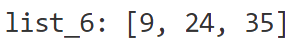 list_6: [9, 24, 35]